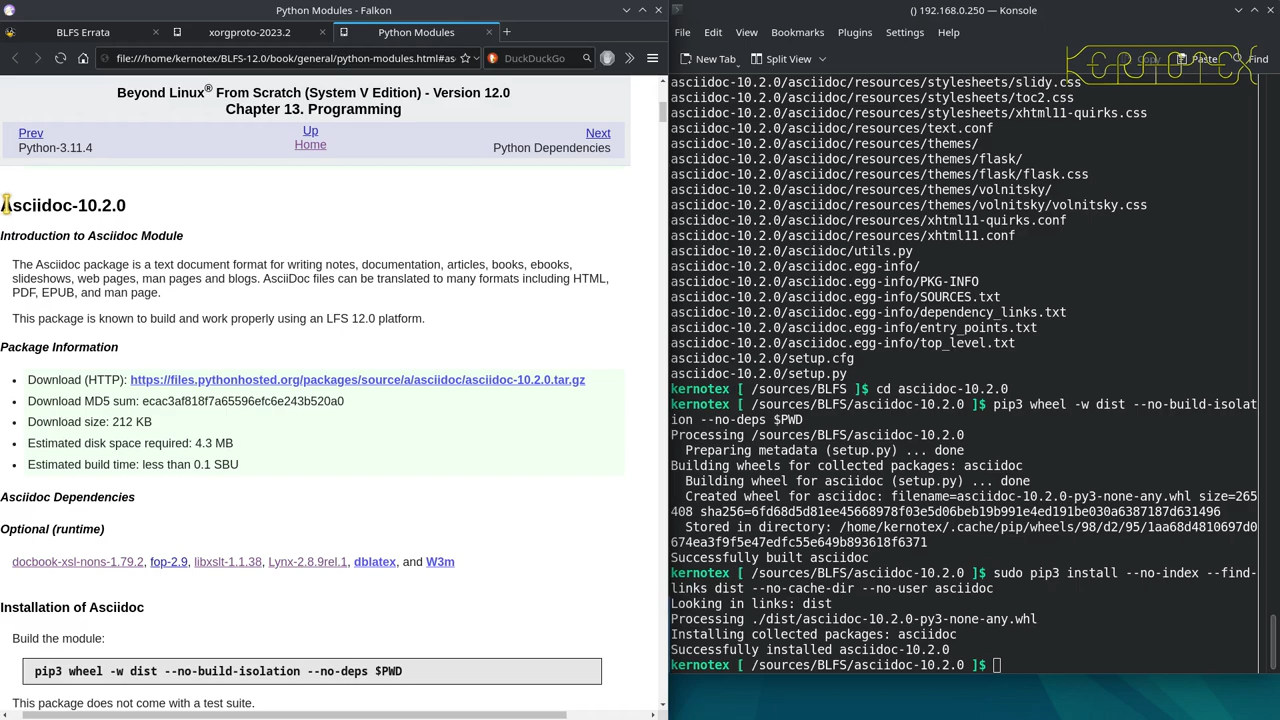 Python Modules - Falkon
BLFS Errata
xorgproto-2023.2
Python Modules
file:///home/kernotex/BLFS-12.0/book/general/python-modules.html#as
DuckDuckGo
Beyond Linux® From Scratch (System V Edition) - Version 12.0
Chapter 13. Programming
Prev
Up
Next
Python-3.11.4
Home
Python Dependencies
Asciidoc-10.2.0
Introduction to Asciidoc Module
The Asciidoc package is a text document format for writing notes, documentation, articles, books, ebooks,
slideshows, web pages, man pages and blogs. AsciiDoc files can be translated to many formats including HTML,
PDF, EPUB, and man page.
This package is known to build and work properly using an LFS 12.0 platform.
Package Information
• Download (HTTP): https://files.pythonhosted.org/packages/source/a/asciidoc/asciidoc-10.2.0.tar.gz
• Download MD5 sum: ecac3af818f7a65596efc6e243b520a0
• Download size: 212 KB
• Estimated disk space required: 4.3 MB
• Estimated build time: less than 0.1 SBU
Asciidoc Dependencies
Optional (runtime)
docbook-xsl-nons-1.79.2, fop-2.9, libxslt-1.1.38, Lynx-2.8.9rel.1, dblatex, and W3m
Installation of Asciidoc
Build the module:
pip3 wheel -w dist --no-build-isolation --no-deps $PWD
This package does not come with a test suite.
() 192.168.0.250 — Konsole
File Edit View Bookmarks Plugins Settings Help
New Tab Split View Copy Paste Find
KERNOTEX
asciidoc-10.2.0/asciidoc/resources/stylesheets/slidy.css
asciidoc-10.2.0/asciidoc/resources/stylesheets/toc2.css
asciidoc-10.2.0/asciidoc/resources/stylesheets/xhtml11-quirks.css
asciidoc-10.2.0/asciidoc/resources/text.conf
asciidoc-10.2.0/asciidoc/resources/themes/
asciidoc-10.2.0/asciidoc/resources/themes/flask/
asciidoc-10.2.0/asciidoc/resources/themes/flask/flask.css
asciidoc-10.2.0/asciidoc/resources/themes/volnitsky/
asciidoc-10.2.0/asciidoc/resources/themes/volnitsky/volnitsky.css
asciidoc-10.2.0/asciidoc/resources/xhtml11-quirks.conf
asciidoc-10.2.0/asciidoc/resources/xhtml11.conf
asciidoc-10.2.0/asciidoc/utils.py
asciidoc-10.2.0/asciidoc.egg-info/
asciidoc-10.2.0/asciidoc.egg-info/PKG-INFO
asciidoc-10.2.0/asciidoc.egg-info/SOURCES.txt
asciidoc-10.2.0/asciidoc.egg-info/dependency_links.txt
asciidoc-10.2.0/asciidoc.egg-info/entry_points.txt
asciidoc-10.2.0/asciidoc.egg-info/top_level.txt
asciidoc-10.2.0/setup.cfg
asciidoc-10.2.0/setup.py
kernotex [ /sources/BLFS ]$ cd asciidoc-10.2.0
kernotex [ /sources/BLFS/asciidoc-10.2.0 ]$ pip3 wheel -w dist --no-build-isolat
ion --no-deps $PWD
Processing /sources/BLFS/asciidoc-10.2.0
Preparing metadata (setup.py) ... done
Building wheels for collected packages: asciidoc
Building wheel for asciidoc (setup.py) ... done
Created wheel for asciidoc: filename=asciidoc-10.2.0-py3-none-any.whl size=265
408 sha256=6fd68d5d81ee45668978f03e5d06beb19b991e4ed191be030a6387187d631496
Stored in directory: /home/kernotex/.cache/pip/wheels/98/d2/95/1aa68d4810697d0
674ea3f9f5e47edfc55e649b893618f6371
Successfully built asciidoc
kernotex [ /sources/BLFS/asciidoc-10.2.0 ]$ sudo pip3 install --no-index --find-
links dist --no-cache-dir --no-user asciidoc
Looking in links: dist
Processing ./dist/asciidoc-10.2.0-py3-none-any.whl
Installing collected packages: asciidoc
Successfully installed asciidoc-10.2.0
kernotex [ /sources/BLFS/asciidoc-10.2.0 ]$